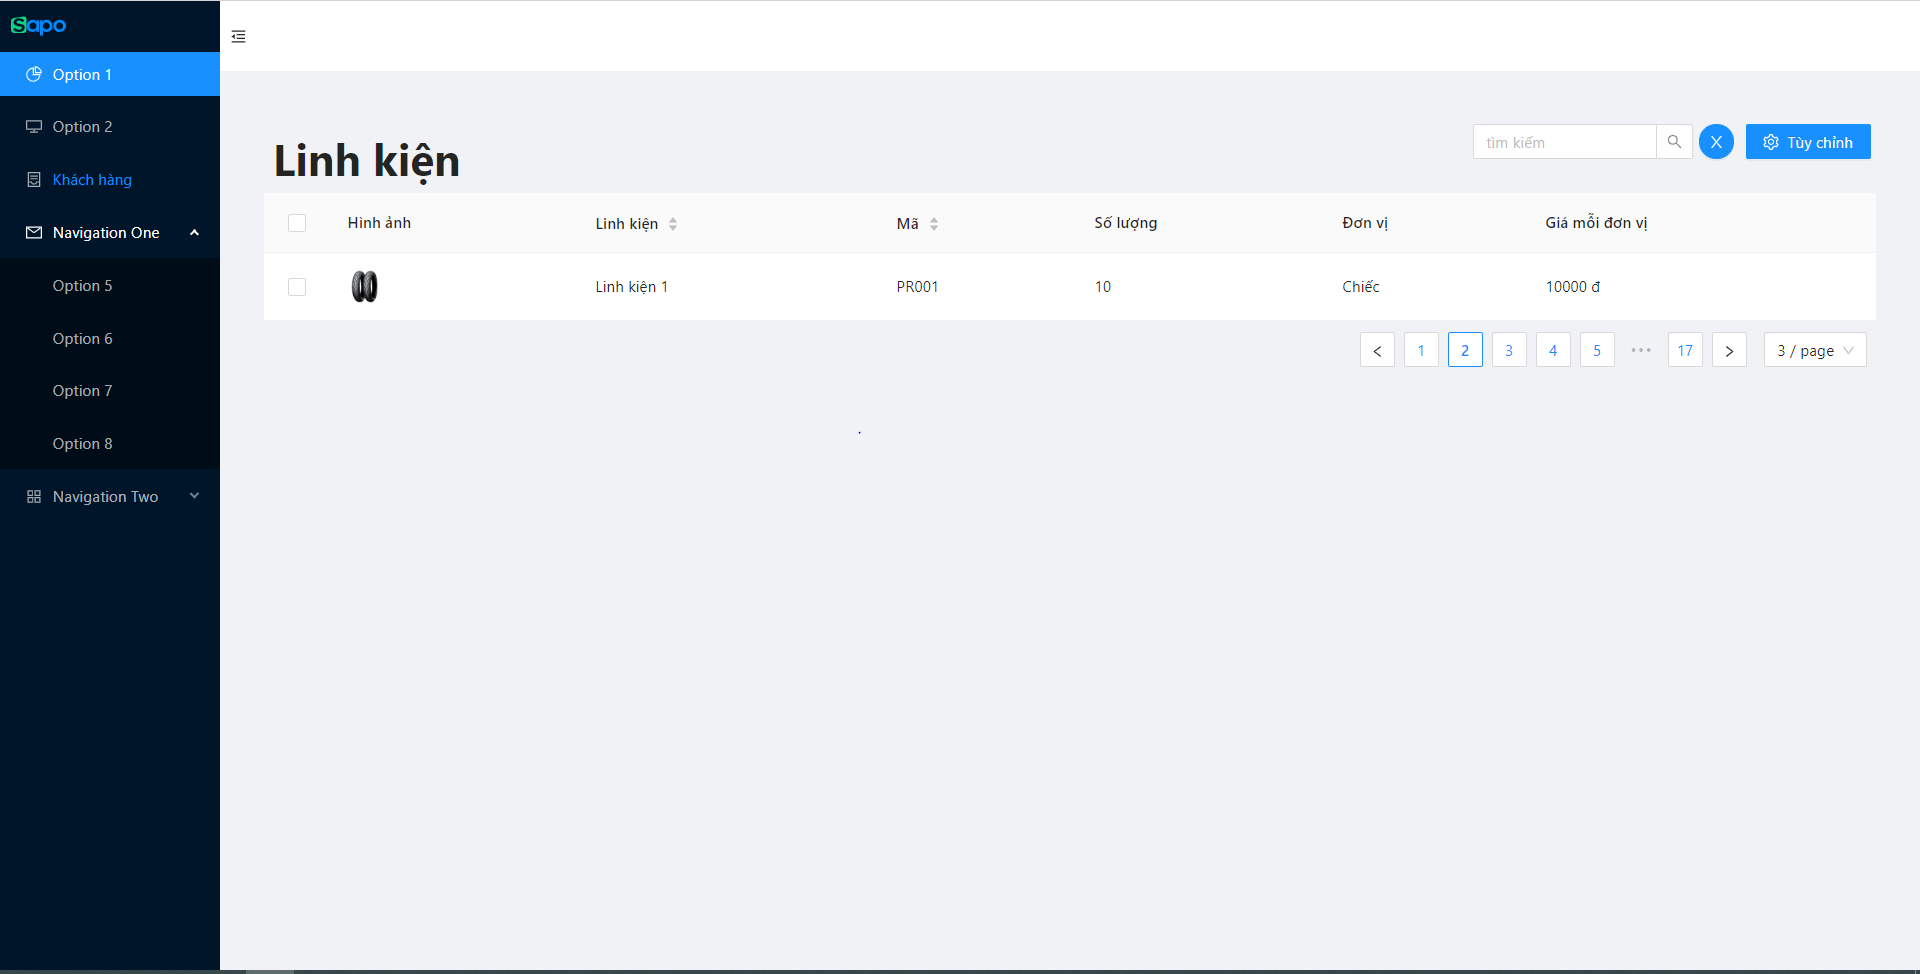 Sapo
Option 1
Option 2
Khách hàng
Navigation One
Option 5
Option 6
Option 7
Option 8
Navigation Two
Linh kiện
tìm kiếm
X
Tùy chỉnh
Hình ảnh Linh kiện Mã Số lượng Đơn vị Giá mỗi đơn vị
Linh kiện 1 PR001 10 Chiếc 10000 đ
< 1 2 3 4 5 ••• 17 > 3 / page